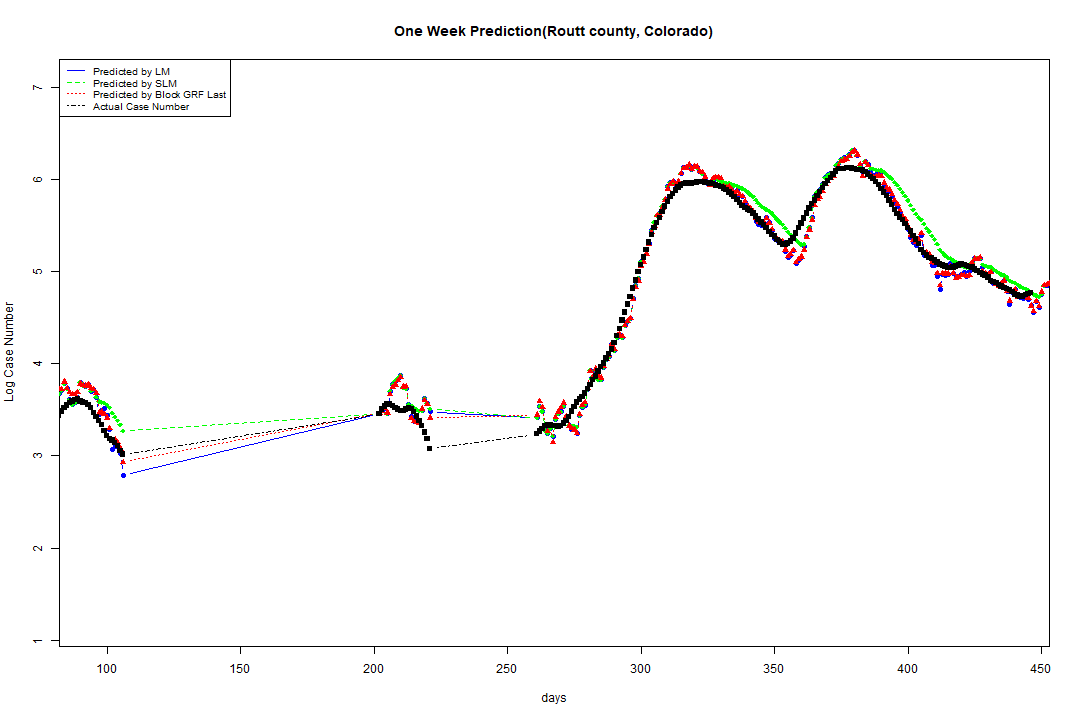 One Week Prediction(Routt county, Colorado)
Predicted by LM
Predicted by SLM
Predicted by Block GRF Last
Actual Case Number
7
6
5
4
3
2
1
Log Case Number
100 150 200 250 300 350 400 450
days